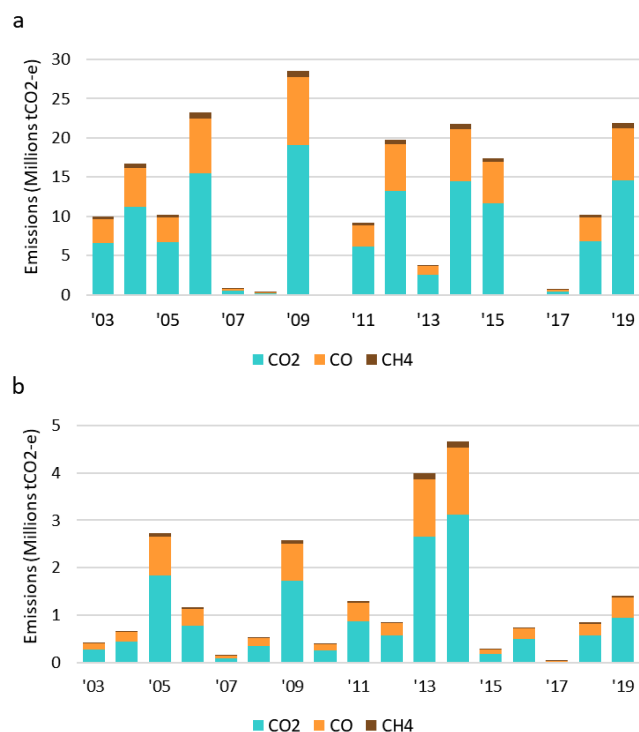 a
Emissions (Millions tCO2-e)
30
25
20
15
10
5
0
'03 '05 '07 '09 '11 '13 '15 '17 '19
CO2 CO CH4
b
Emissions (Millions tCO2-e)
5
4
3
2
1
0
'03 '05 '07 '09 '11 '13 '15 '17 '19
CO2 CO CH4